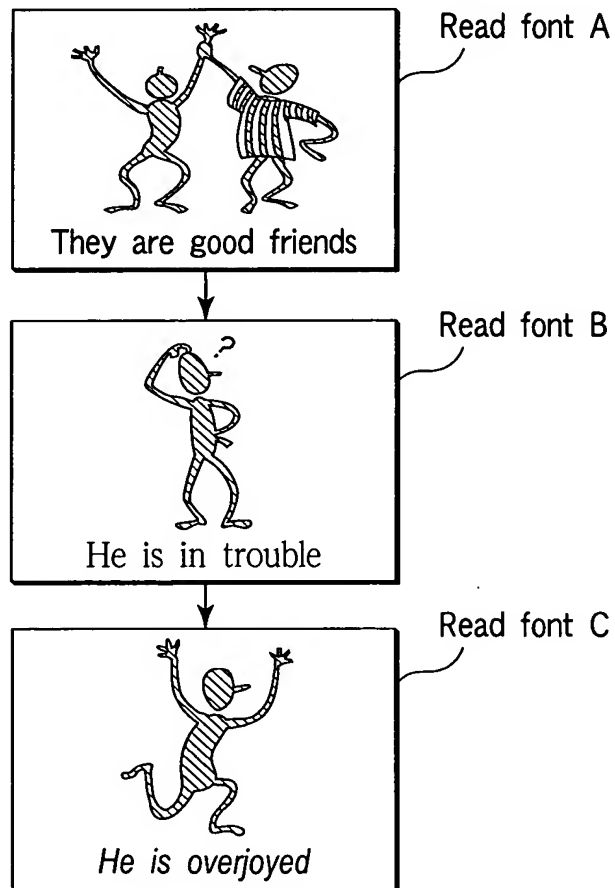 Read font A
They are good friends
Read font B
?
He is in trouble
Read font C
He is overjoyed